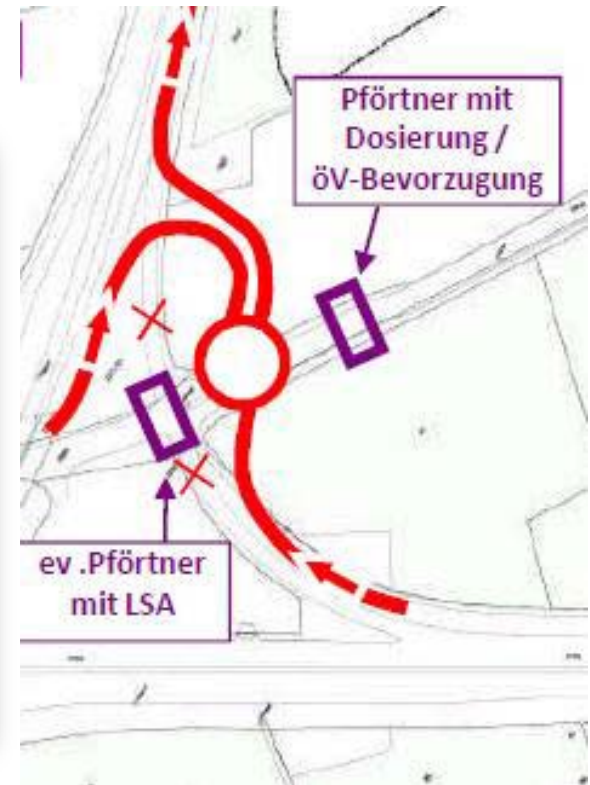 Pförtner mit
Dosierung /
öV-Bevorzugung
ev .Pförtner
mit LSA